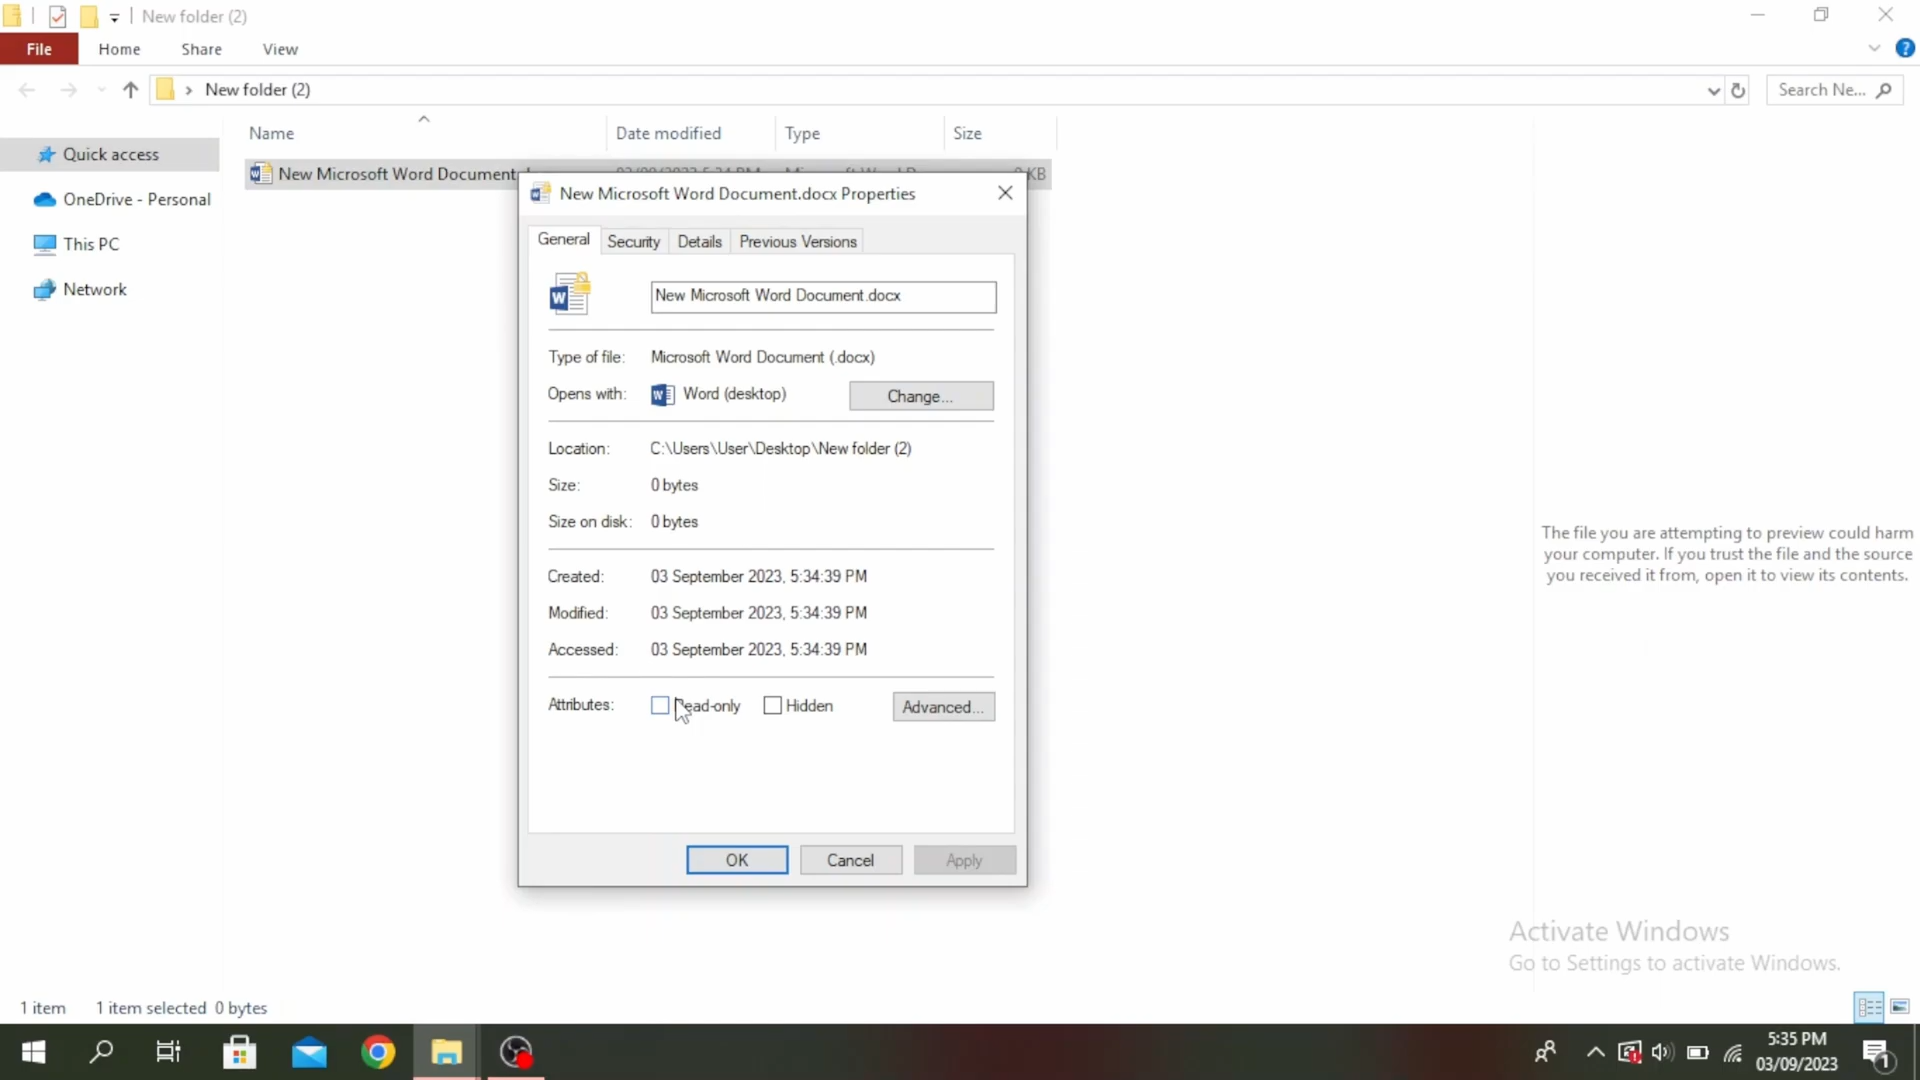 New folder (2)
File Home Share View
New folder (2)
Search Ne...
Name Date modified Type Size
Quick access
New Microsoft Word Document. KB
OneDrive - Personal
This PC
Network
New Microsoft Word Document.docx Properties
General Security Details Previous Versions
New Microsoft Word Document.docx
Type of file: Microsoft Word Document (.docx)
Opens with: Word (desktop) Change...
Location: C:\Users\User\Desktop\New folder (2)
Size: 0 bytes
Size on disk: 0 bytes
Created: 03 September 2023, 5:34:39 PM
Modified: 03 September 2023, 5:34:39 PM
Accessed: 03 September 2023, 5:34:39 PM
Attributes: Read-only Hidden Advanced...
OK Cancel Apply
The file you are attempting to preview could harm
your computer. If you trust the file and the source
you received it from, open it to view its contents.
Activate Windows
Go to Settings to activate Windows.
1 item 1 item selected 0 bytes
5:35 PM
03/09/2023
1